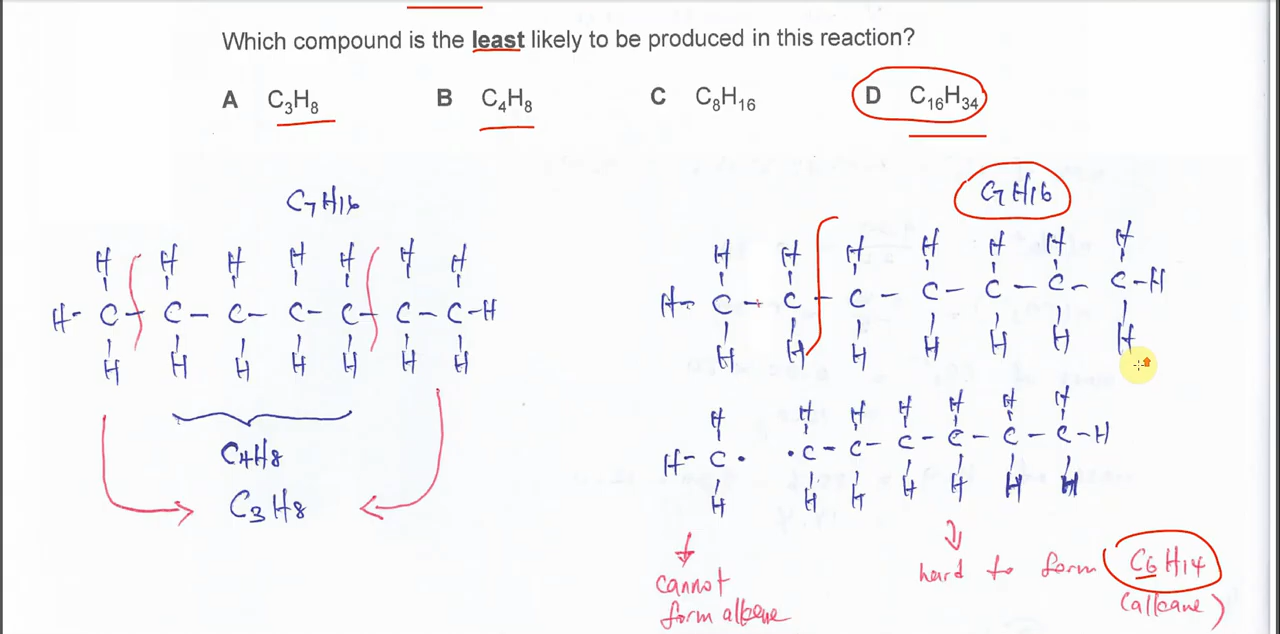 Which compound is the least likely to be produced in this reaction?
A C₃H₈ B C₄H₈ C C₈H₁₆ D C₁₆H₃₄
C₇H₁₆
C₇H₁₆
H H H H H H H
H- C - C - C - C - C - C - C -H
H H H H H H H
H H H H H H H
H- C - C - C - C - C - C - C -H
H H H H H H H
C₄H₈
C₃H₈
H H H H H H H
H- C • • C - C - C - C - C - C -H
H H H H H H H
cannot
form alkene
hard to form C₆H₁₄
(alkane)